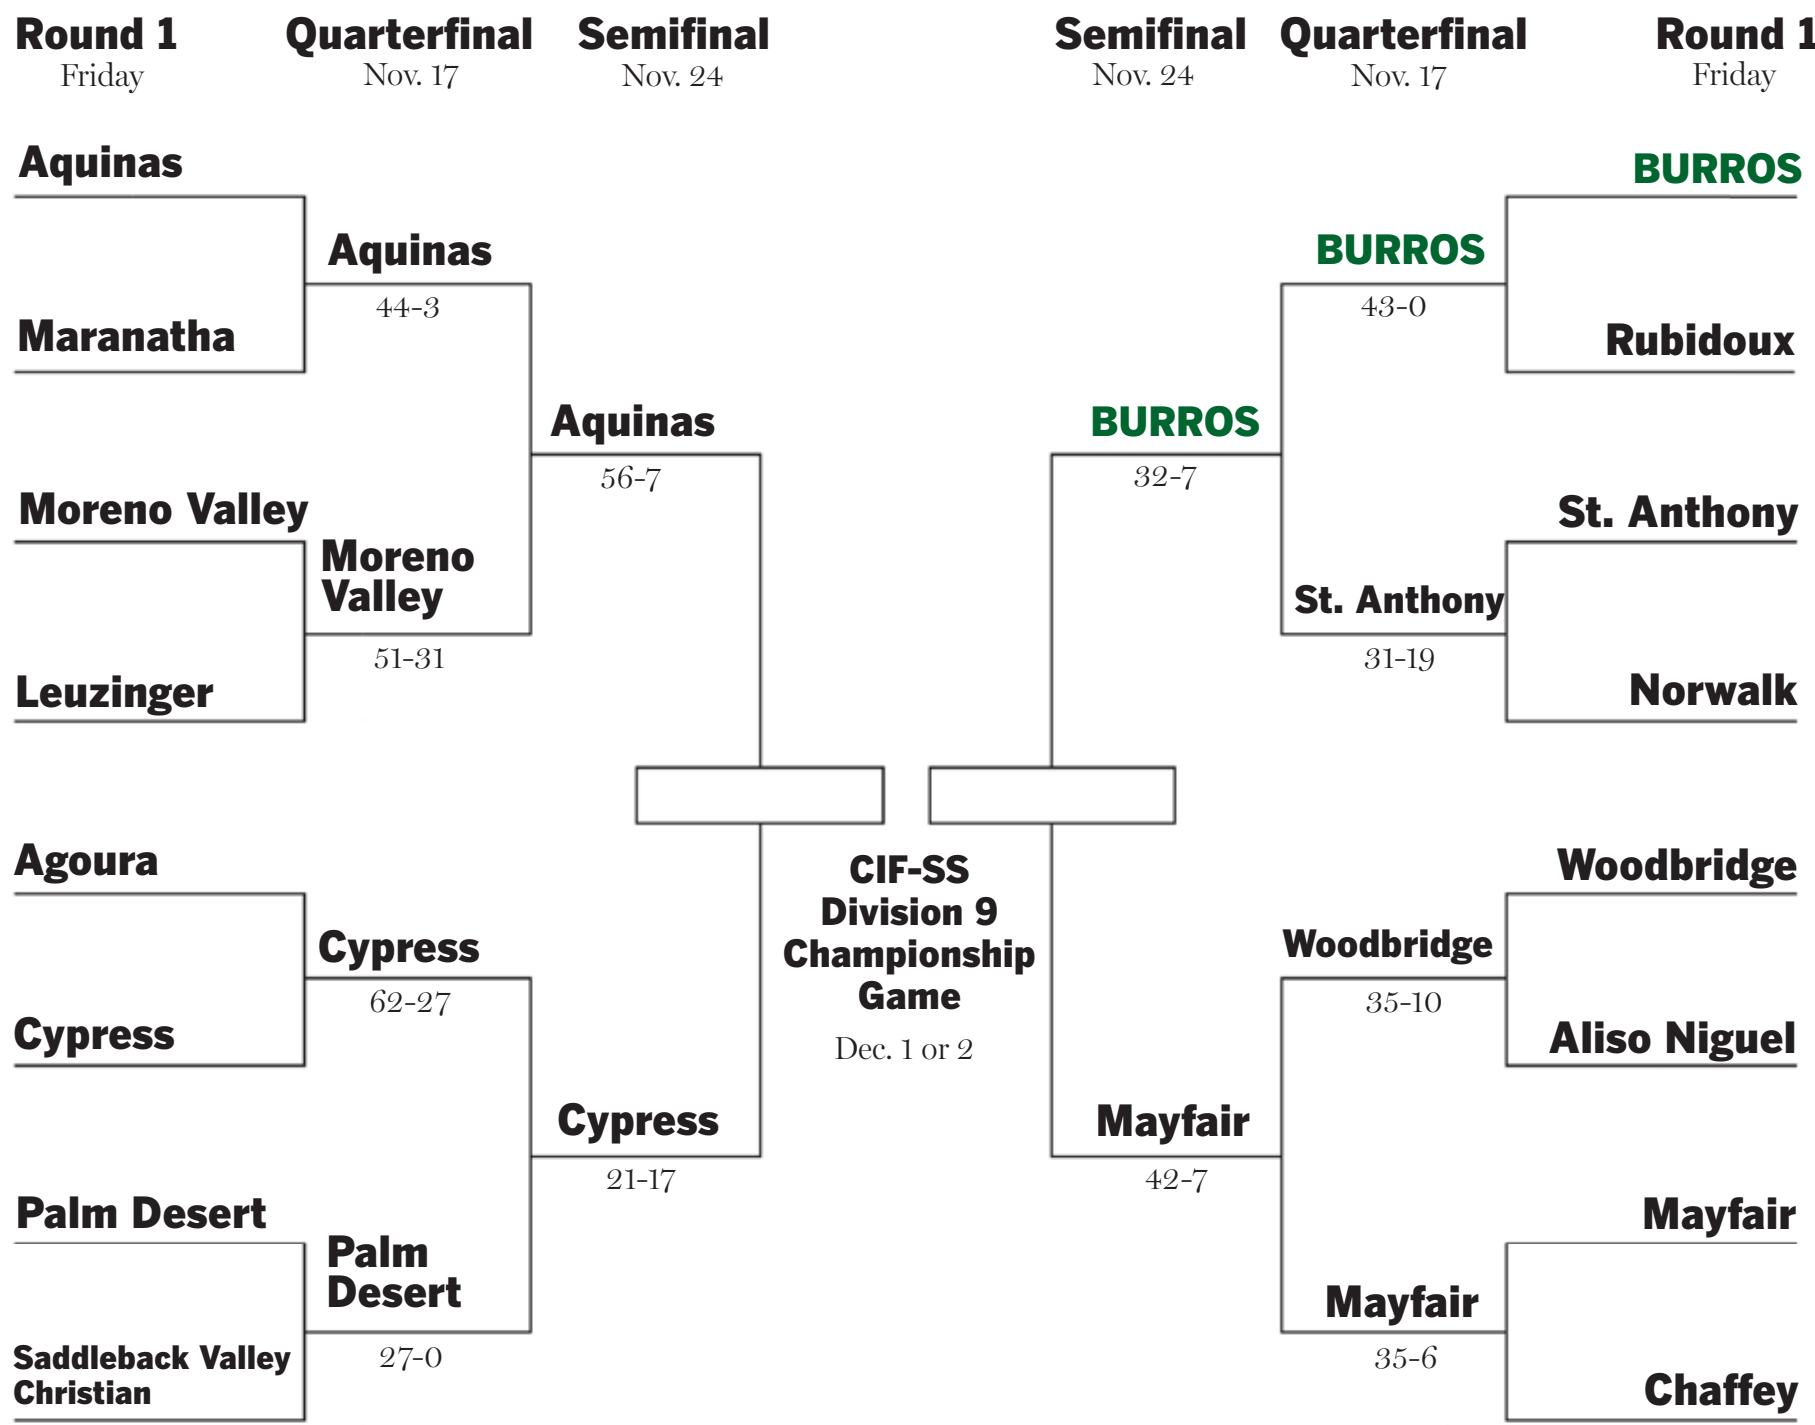 Round 1
Friday
Quarterfinal
Nov. 17
Semifinal
Nov. 24
Semifinal
Nov. 24
Quarterfinal
Nov. 17
Round 1
Friday
Aquinas
Maranatha
Moreno Valley
Leuzinger
Agoura
Cypress
Palm Desert
Saddleback Valley
Christian
Aquinas
44-3
Moreno
Valley
51-31
Cypress
62-27
Palm
Desert
27-0
Aquinas
56-7
Cypress
21-17
CIF-SS
Division 9
Championship
Game
Dec. 1 or 2
BURROS
32-7
Mayfair
42-7
BURROS
43-0
St. Anthony
31-19
Woodbridge
35-10
Mayfair
35-6
BURROS
Rubidoux
St. Anthony
Norwalk
Woodbridge
Aliso Niguel
Mayfair
Chaffey